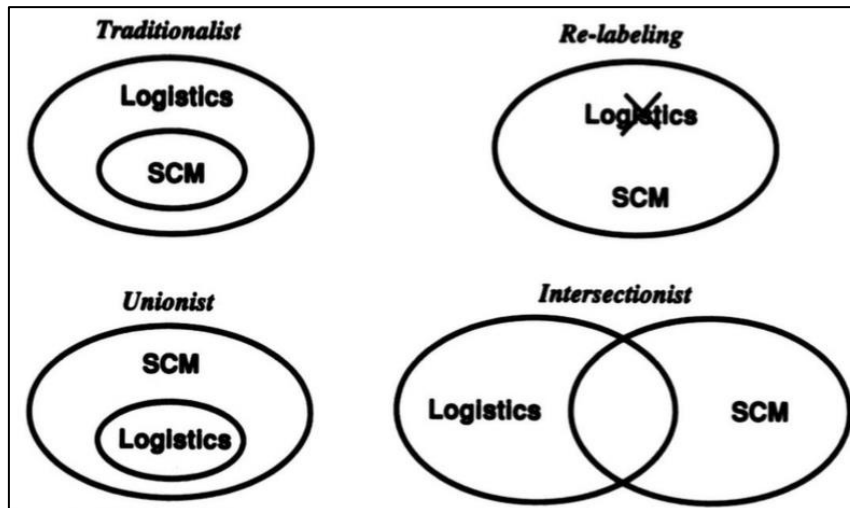 Traditionalist
Logistics
SCM
Re-labeling
Logistics
SCM
Unionist
SCM
Logistics
Intersectionist
Logistics
SCM